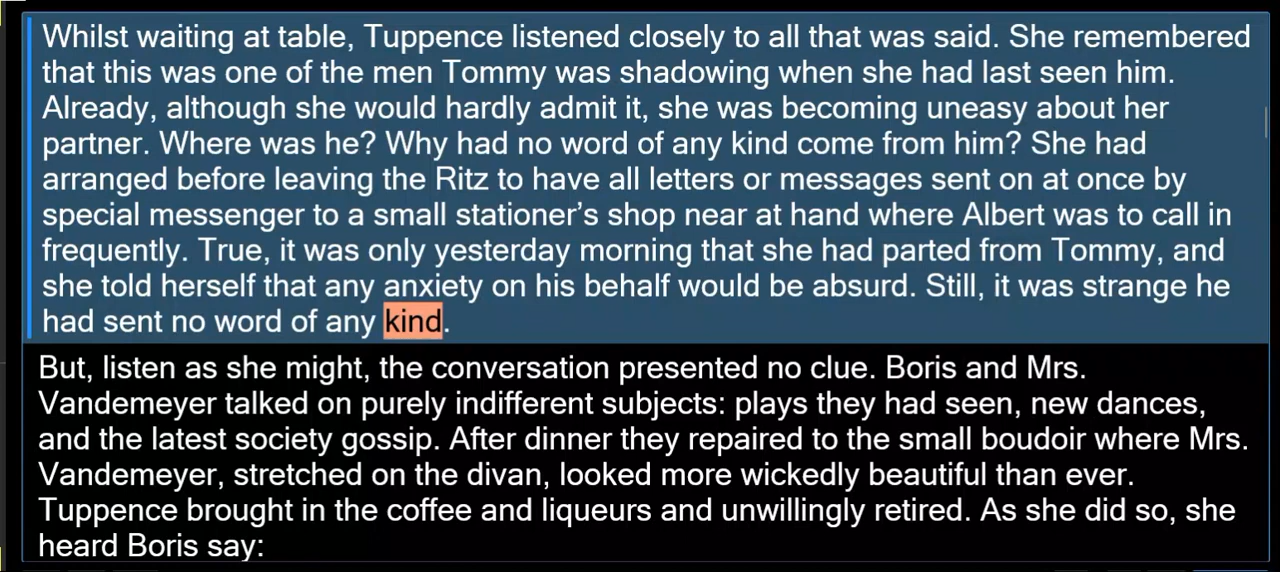 Whilst waiting at table, Tuppence listened closely to all that was said. She remembered
that this was one of the men Tommy was shadowing when she had last seen him.
Already, although she would hardly admit it, she was becoming uneasy about her
partner. Where was he? Why had no word of any kind come from him? She had
arranged before leaving the Ritz to have all letters or messages sent on at once by
special messenger to a small stationer’s shop near at hand where Albert was to call in
frequently. True, it was only yesterday morning that she had parted from Tommy, and
she told herself that any anxiety on his behalf would be absurd. Still, it was strange he
had sent no word of any kind.
But, listen as she might, the conversation presented no clue. Boris and Mrs.
Vandemeyer talked on purely indifferent subjects: plays they had seen, new dances,
and the latest society gossip. After dinner they repaired to the small boudoir where Mrs.
Vandemeyer, stretched on the divan, looked more wickedly beautiful than ever.
Tuppence brought in the coffee and liqueurs and unwillingly retired. As she did so, she
heard Boris say: